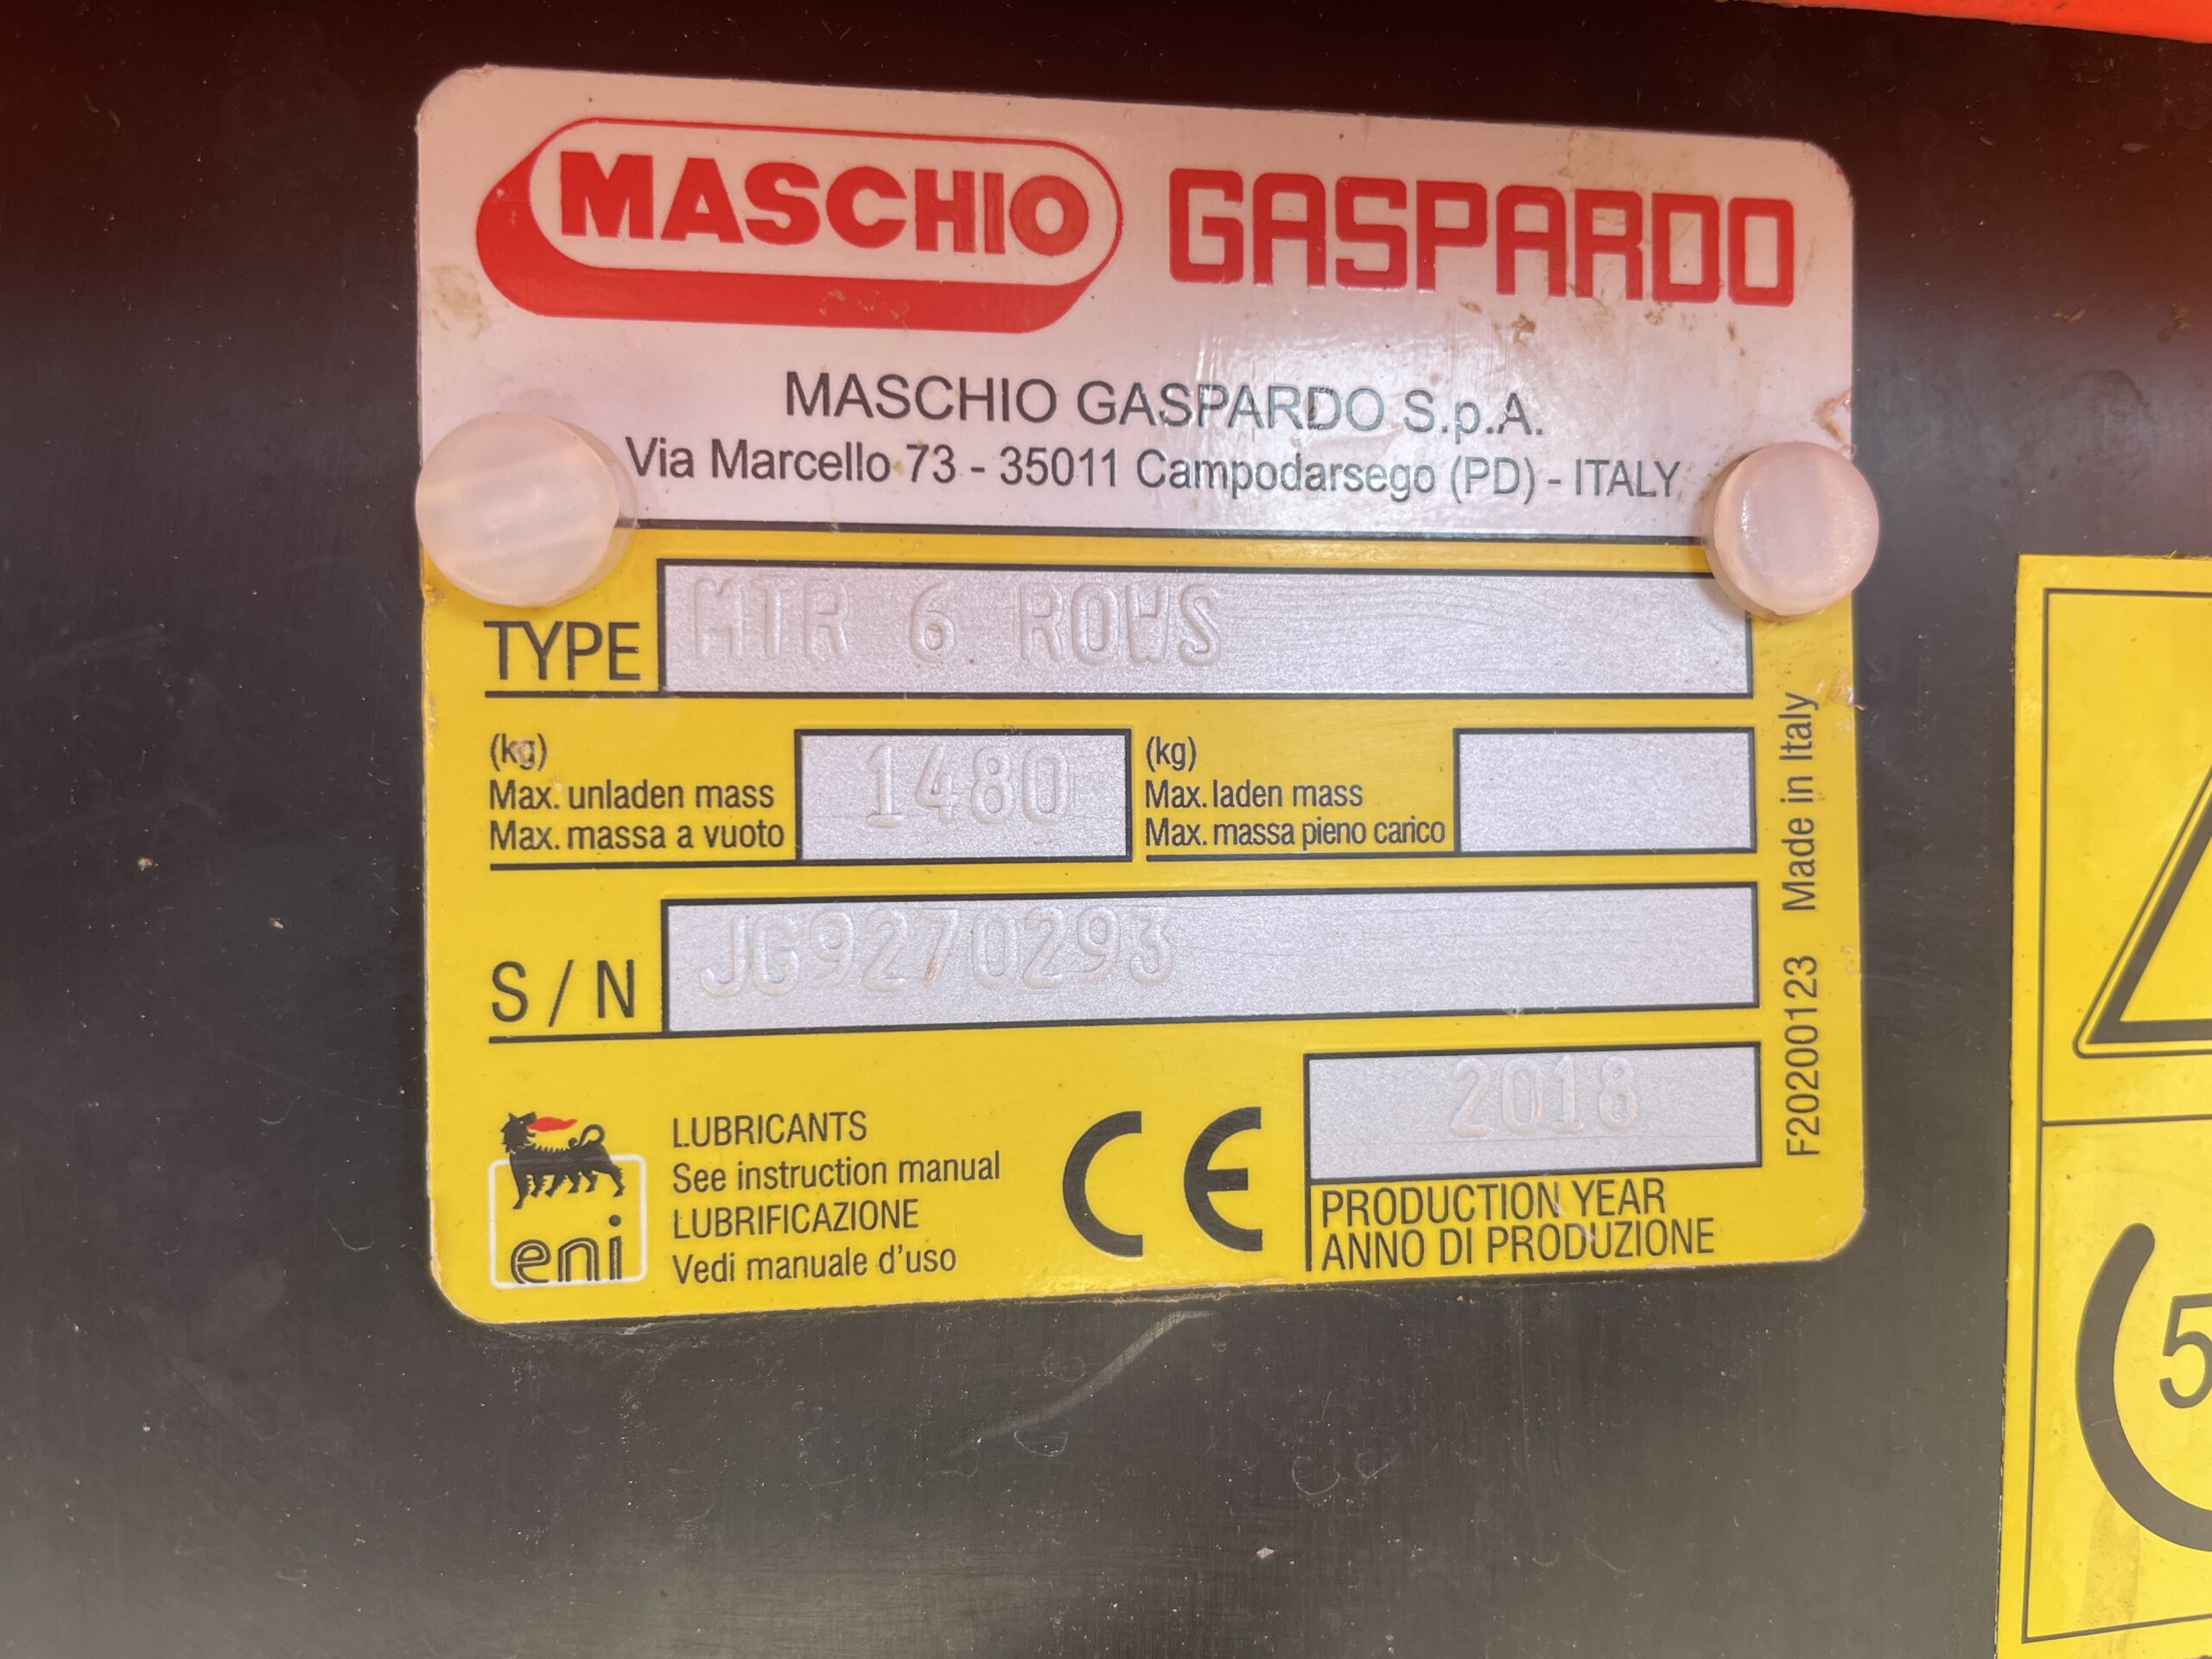 MASCHIO GASPARDO
MASCHIO GASPARDO S.p.A.
Via Marcello 73 - 35011 Campodarsego (PD) - ITALY
TYPE MTR 6 ROWS
(kg)
Max. unladen mass
Max. massa a vuoto
1480
(kg)
Max. laden mass
Max. massa pieno carico
S/N JG9270293
eni
LUBRICANTS
See instruction manual
LUBRIFICAZIONE
Vedi manuale d'uso
CE
2018
PRODUCTION YEAR
ANNO DI PRODUZIONE
F20200123 Made in Italy
5